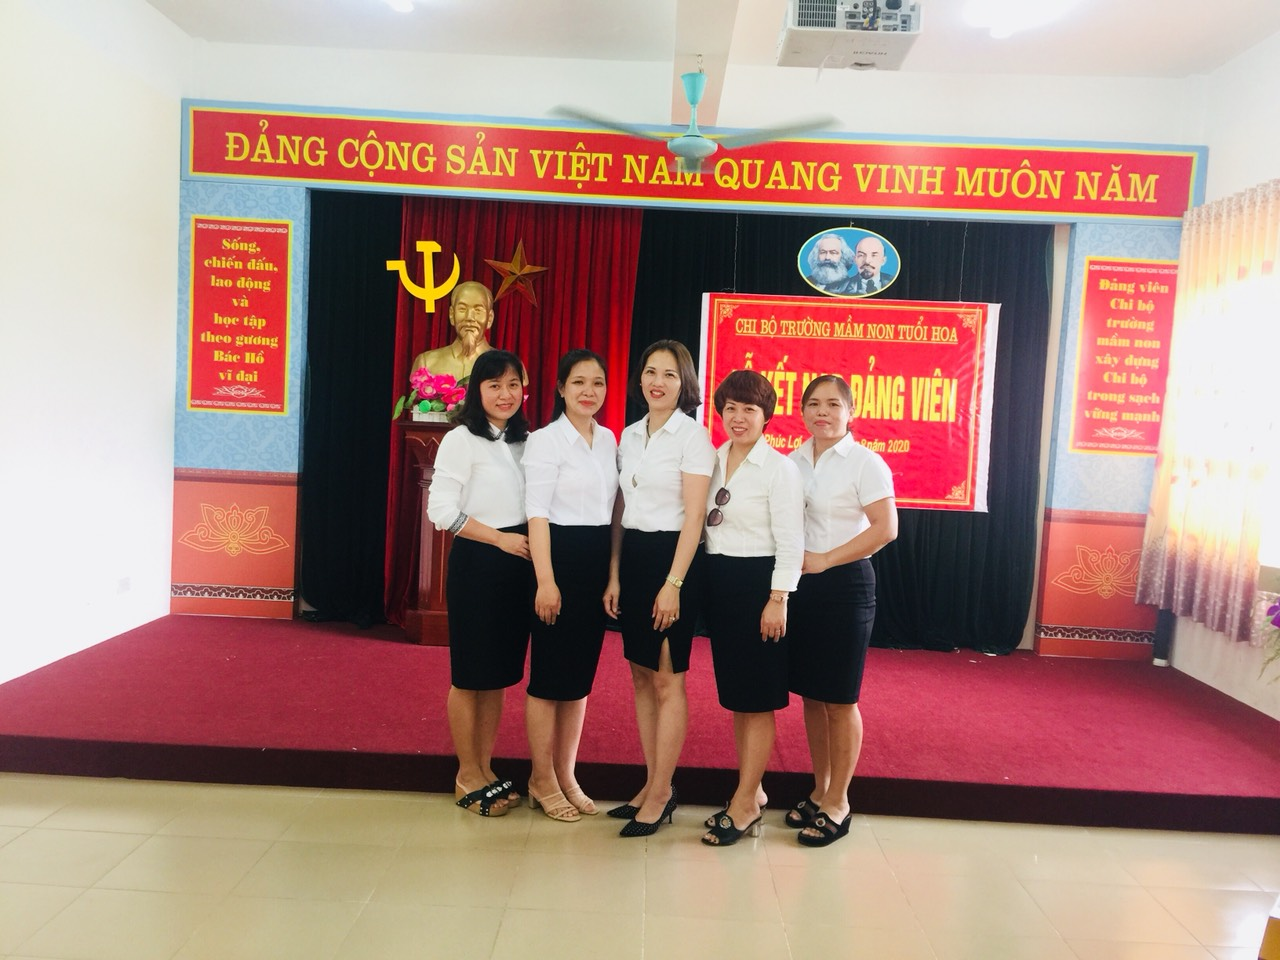 ĐẢNG CỘNG SẢN VIỆT NAM QUANG VINH MUÔN NĂM
Sống,
chiến đấu,
lao động
và
học tập
theo gương
Bác Hồ
vĩ đại
CHI BỘ TRƯỜNG MẦM NON TUỔI HOA
KẾT ĐẢNG VIÊN
Phúc Lợi, năm 2020
Đảng viên
Chi bộ
trường
mầm non
xây dựng
Chi bộ
trong sạch
vững mạnh